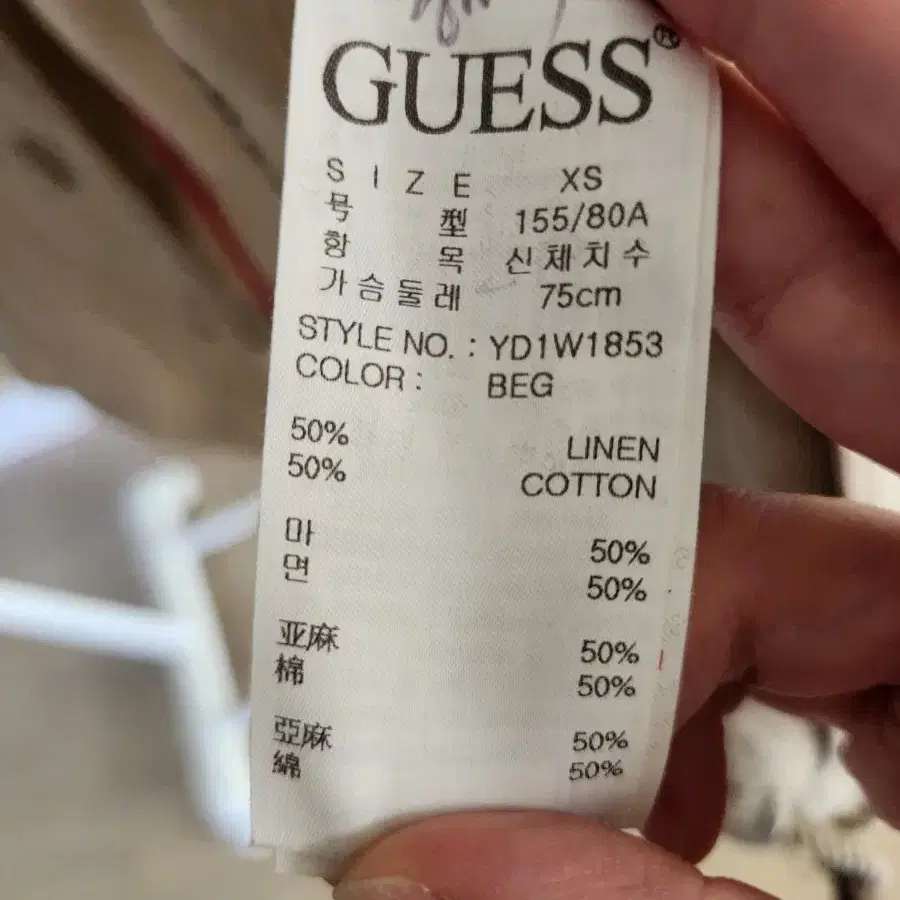 GUESS®
SIZE XS
号型 155/80A
항목 신체치수
가슴둘레 75cm
STYLE NO. : YD1W1853
COLOR : BEG
50% LINEN
50% COTTON
마 50%
면 50%
亚麻 50%
棉 50%
亞麻 50%
綿 50%